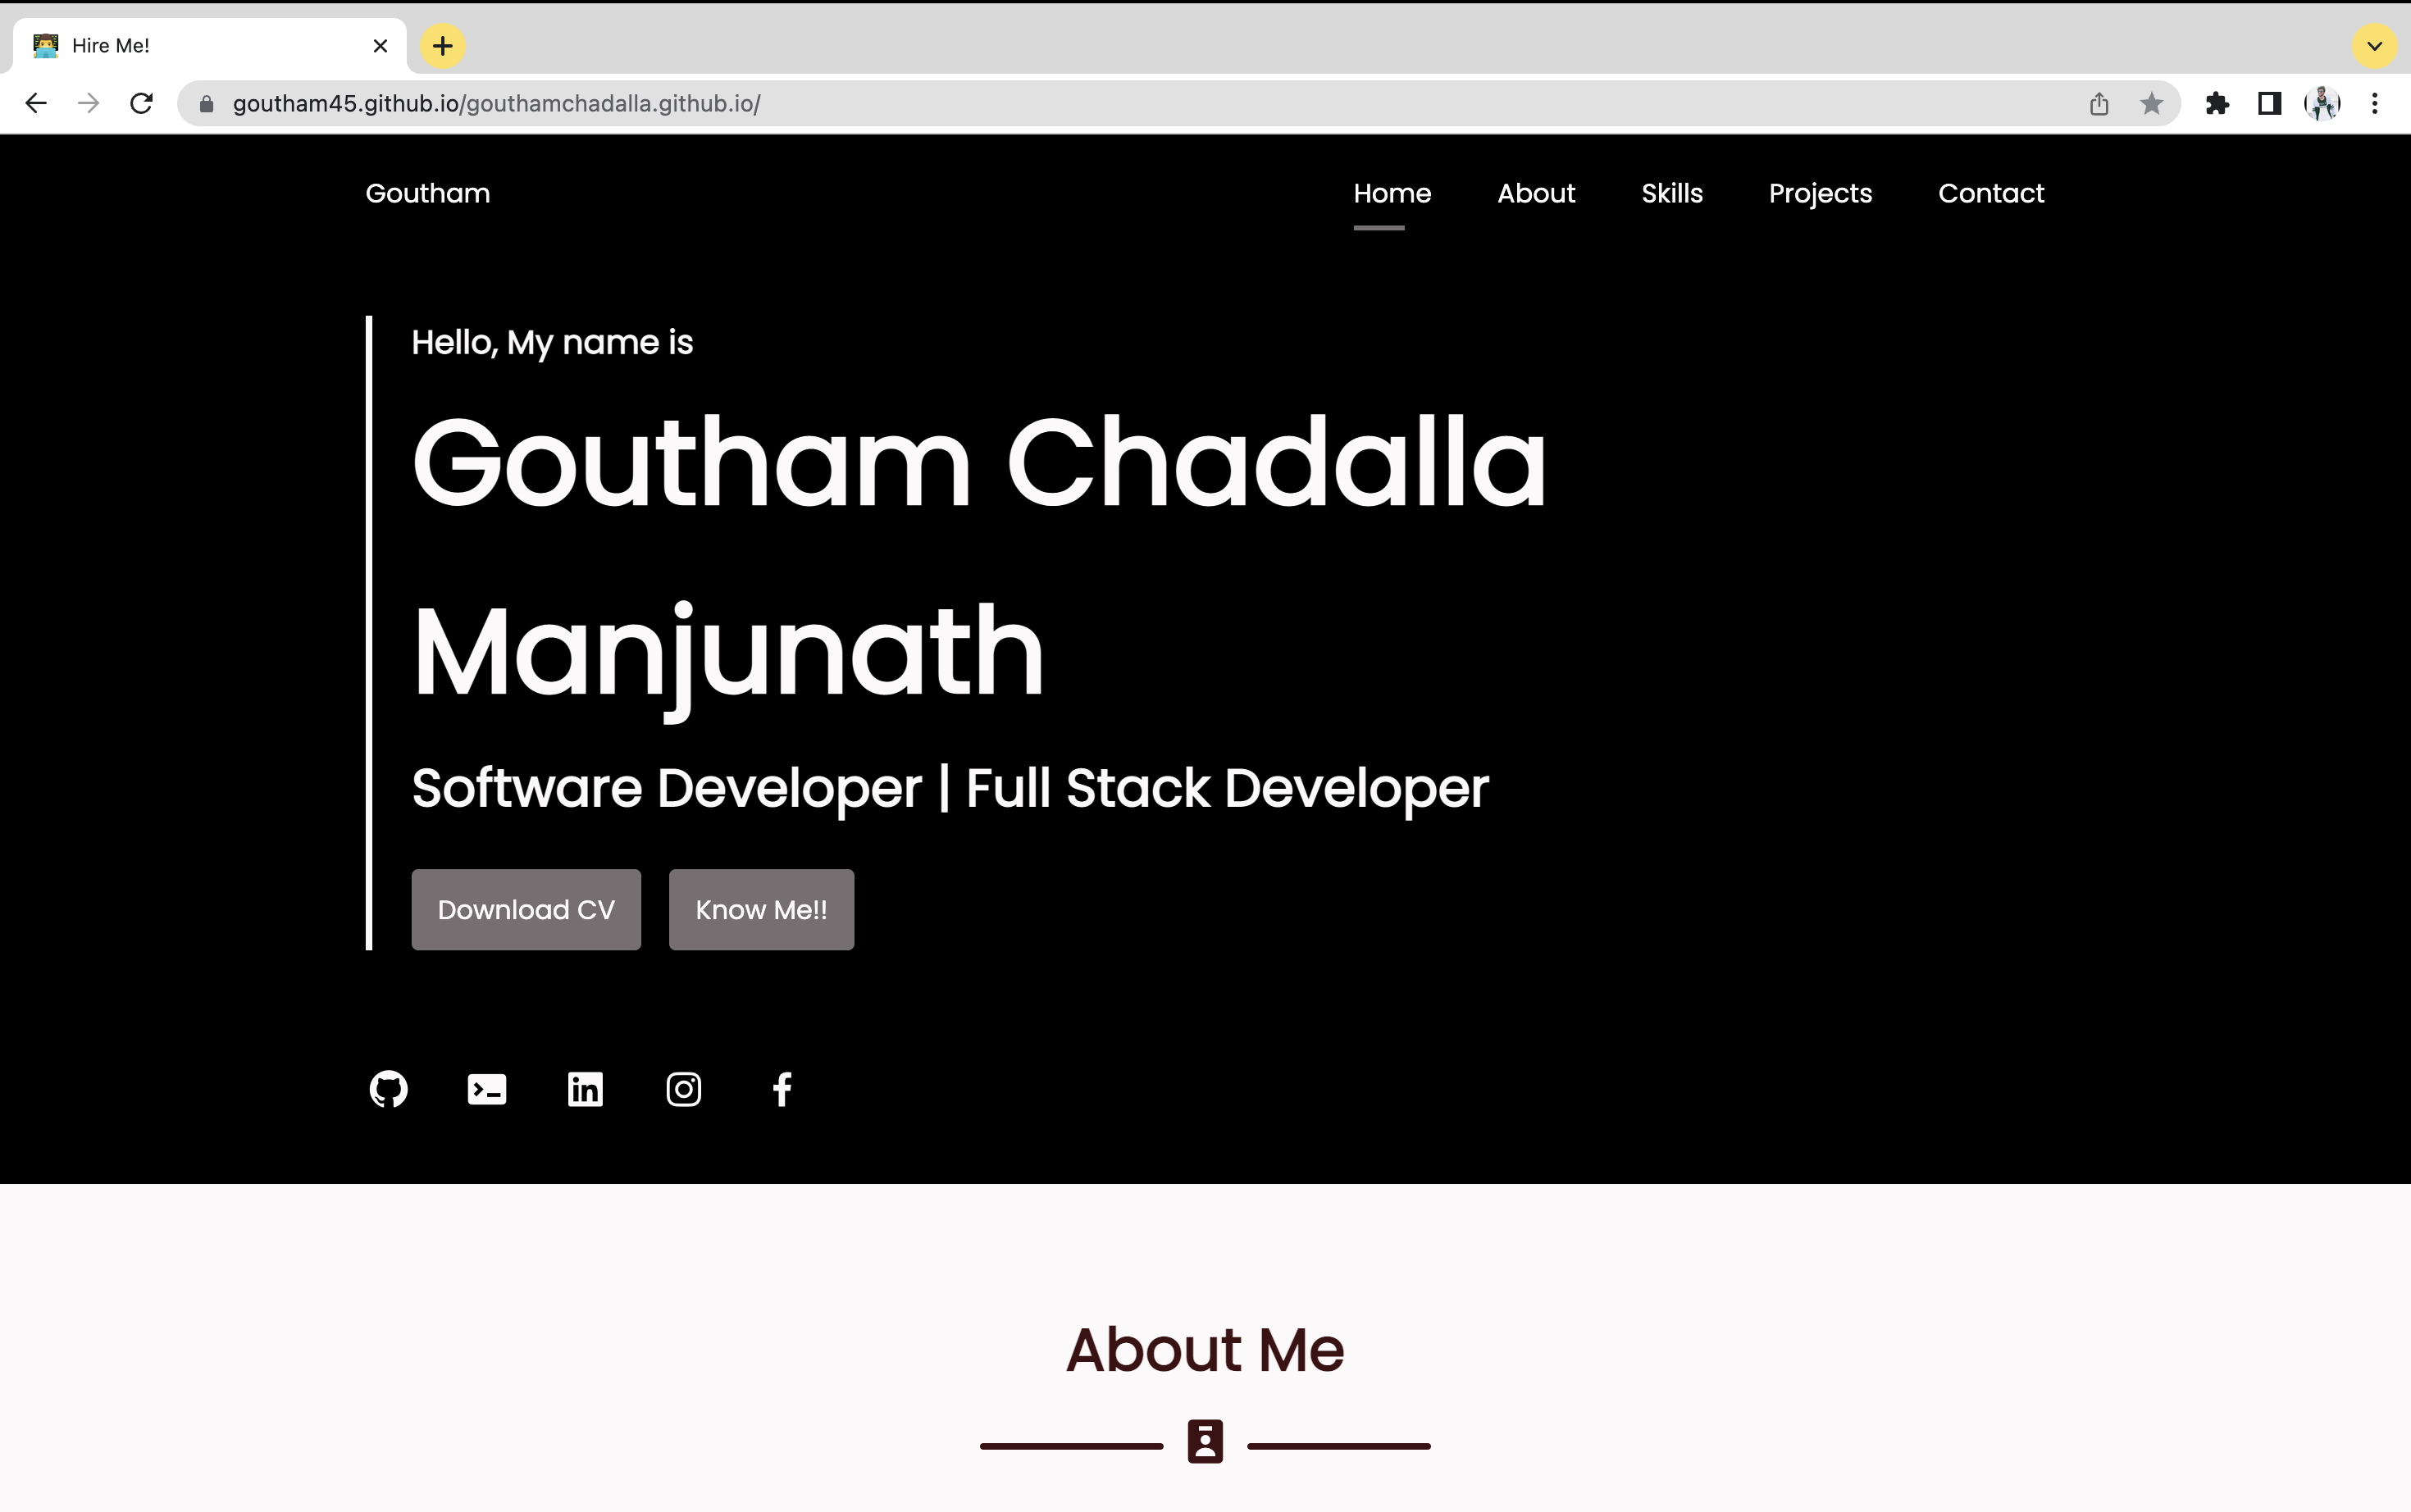 Hire Me!
goutham45.github.io/gouthamchadalla.github.io/
Goutham Home About Skills Projects Contact
Hello, My name is
Goutham Chadalla
Manjunath
Software Developer | Full Stack Developer
Download CV Know Me!!
About Me